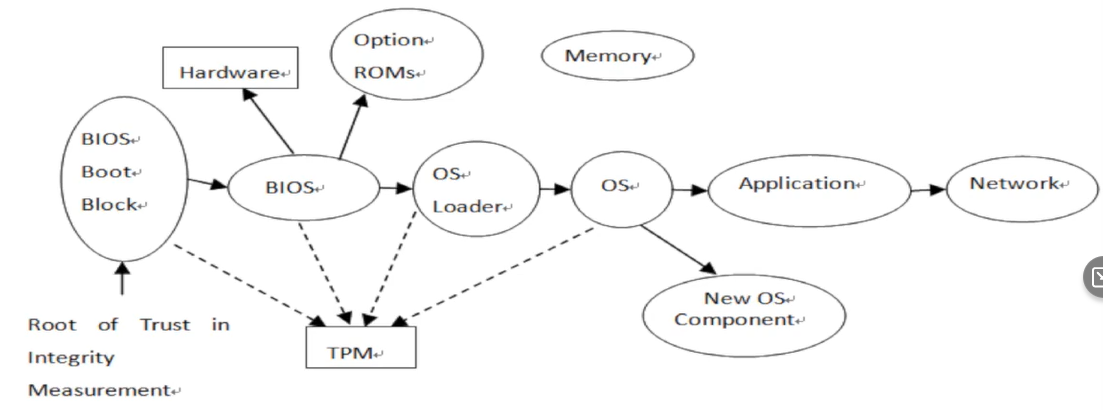 Option
ROMs
Memory
Hardware
BIOS
Boot
Block
BIOS
OS
Loader
OS
Application
Network
New OS
Component
Root of Trust in
Integrity
Measurement
TPM